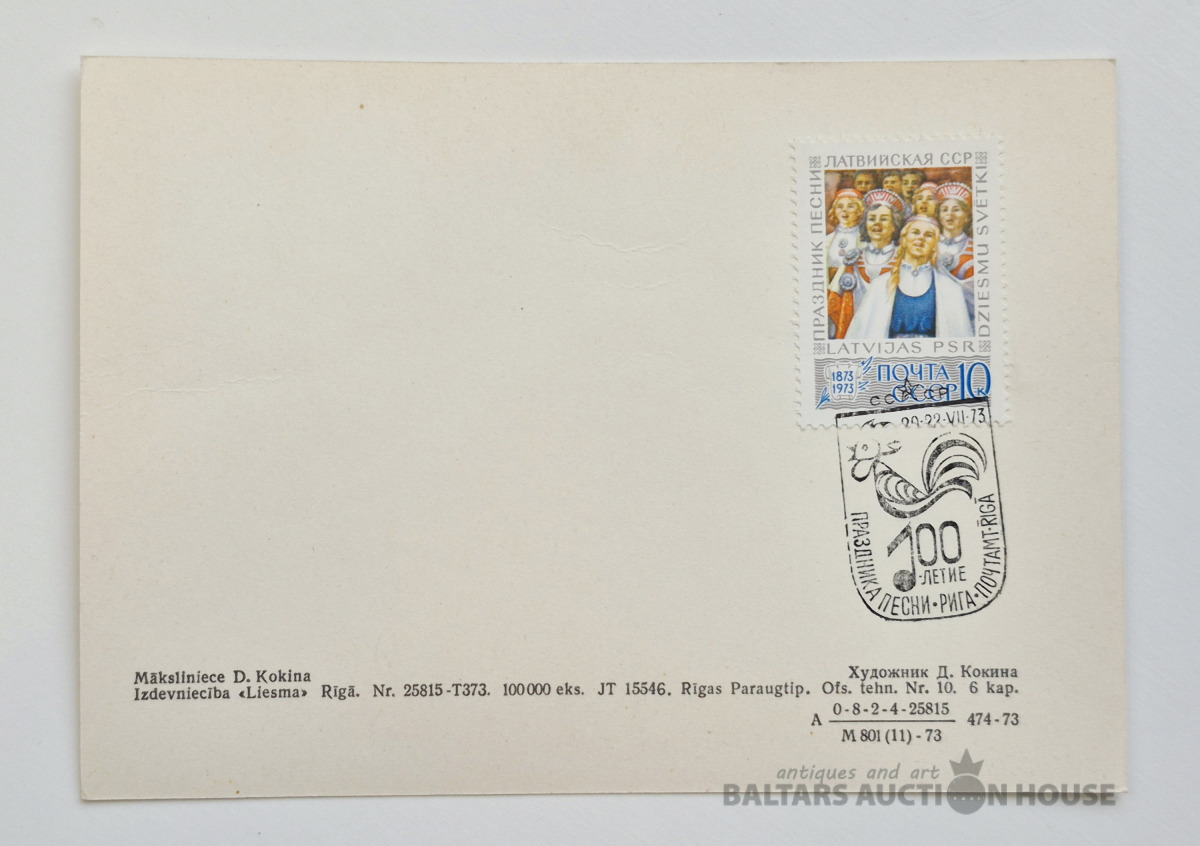 ЛАТВИЙСКАЯ ССР
ПРАЗДНИК ПЕСНИ
DZIESMU SVĒTKI
LATVIJAS PSR
1873
1973
ПОЧТА
СССР
10 к
СССР
20-22·VII·73
100
-ЛЕТИЕ
ПРАЗДНИКА ПЕСНИ•РИГА•ПОЧТАМТ·RĪGĀ
Māksliniece D. Kokina
Художник Д. Кокина
Izdevniecība «Liesma» Rīgā. Nr. 25815-T373. 100000 eks. JT 15546. Rīgas Paraugtip. Ofs. tehn. Nr. 10. 6 kap.
А 0-8-2-4-25815 474-73
М 801 (11) - 73
antiques and art
BALTARS AUCTION HOUSE